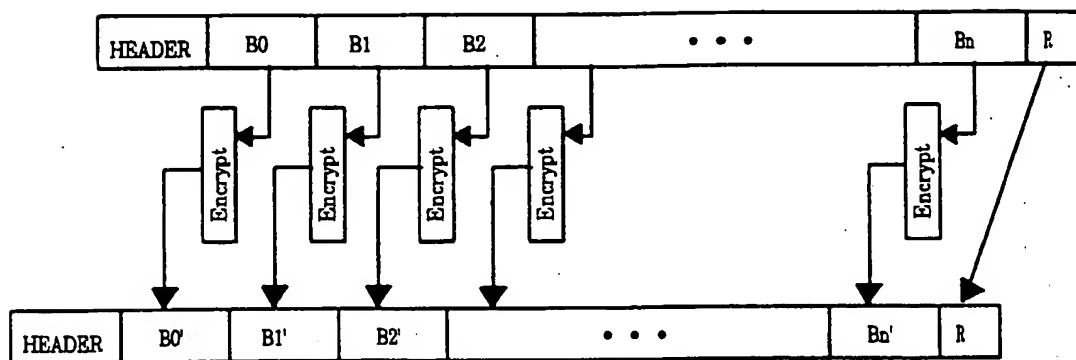 HEADER B0 B1 B2 • • • Bn R
Encrypt Encrypt Encrypt Encrypt Encrypt
HEADER B0' B1' B2' • • • Bn' R